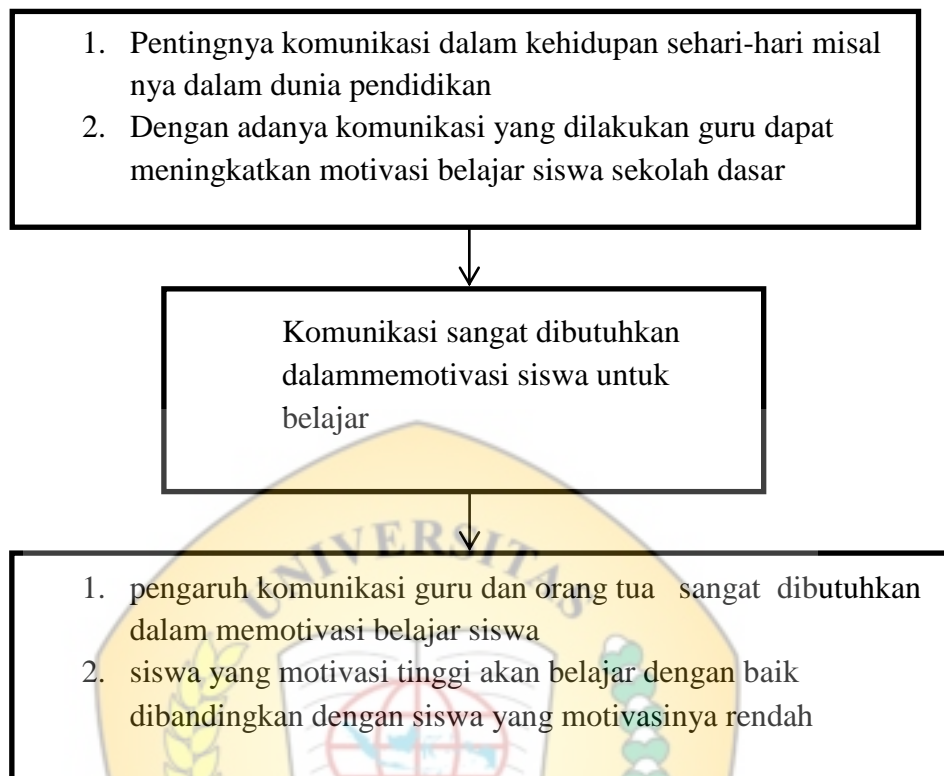 1. Pentingnya komunikasi dalam kehidupan sehari-hari misal
nya dalam dunia pendidikan
2. Dengan adanya komunikasi yang dilakukan guru dapat
meningkatkan motivasi belajar siswa sekolah dasar
Komunikasi sangat dibutuhkan
dalammemotivasi siswa untuk
belajar
UNIVERSITAS
1. pengaruh komunikasi guru dan orang tua sangat dibutuhkan
dalam memotivasi belajar siswa
2. siswa yang motivasi tinggi akan belajar dengan baik
dibandingkan dengan siswa yang motivasinya rendah